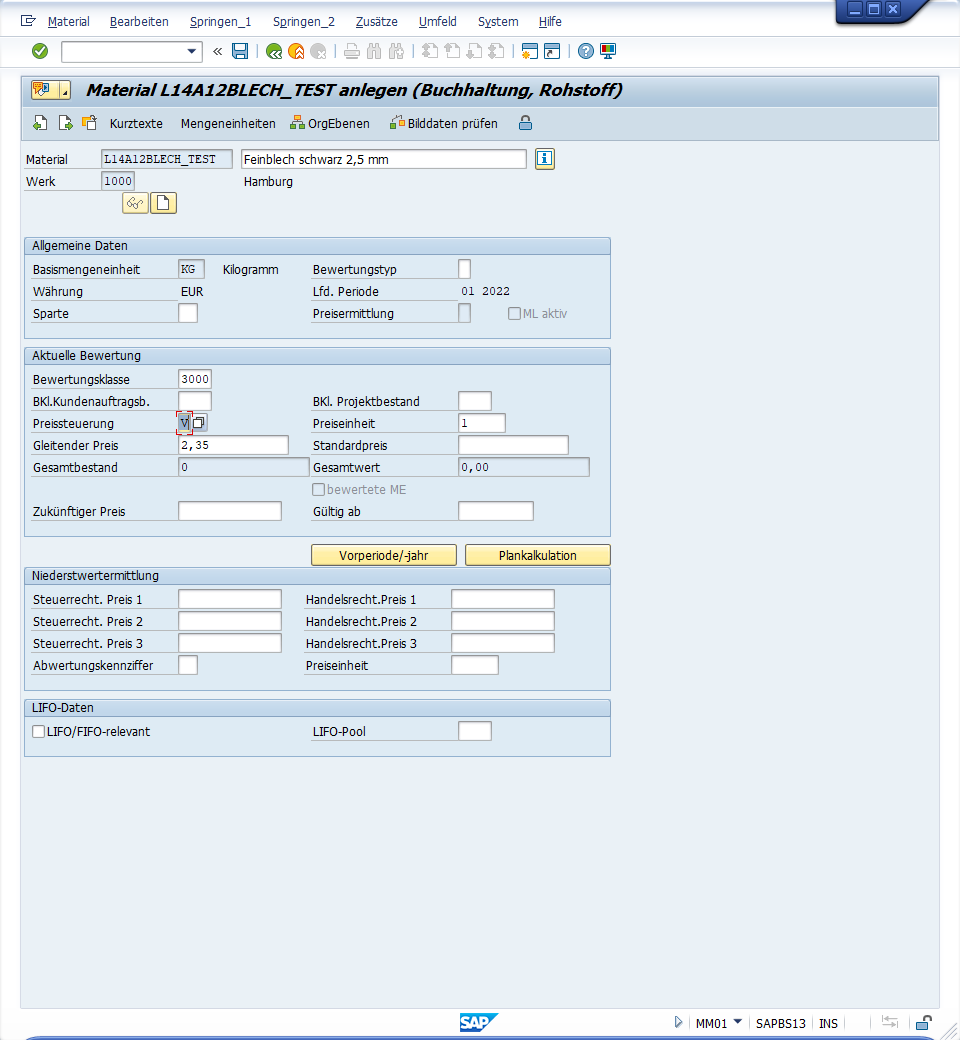 Material Bearbeiten Springen_1 Springen_2 Zusätze Umfeld System Hilfe
Material L14A12BLECH_TEST anlegen (Buchhaltung, Rohstoff)
Kurztexte Mengeneinheiten OrgEbenen Bilddaten prüfen
Material L14A12BLECH_TEST Feinblech schwarz 2,5 mm
Werk 1000 Hamburg
Allgemeine Daten
Basismengeneinheit KG Kilogramm Bewertungstyp
Währung EUR Lfd. Periode 01 2022
Sparte Preisermittlung ML aktiv
Aktuelle Bewertung
Bewertungsklasse 3000
BKl.Kundenauftragsb. BKl. Projektbestand
Preissteuerung V Preiseinheit 1
Gleitender Preis 2,35 Standardpreis
Gesamtbestand 0 Gesamtwert 0,00
bewertete ME
Zukünftiger Preis Gültig ab
Vorperiode/-jahr Plankalkulation
Niederstwertermittlung
Steuerrecht. Preis 1 Handelsrecht.Preis 1
Steuerrecht. Preis 2 Handelsrecht.Preis 2
Steuerrecht. Preis 3 Handelsrecht.Preis 3
Abwertungskennziffer Preiseinheit
LIFO-Daten
LIFO/FIFO-relevant LIFO-Pool
SAP MM01 SAPBS13 INS